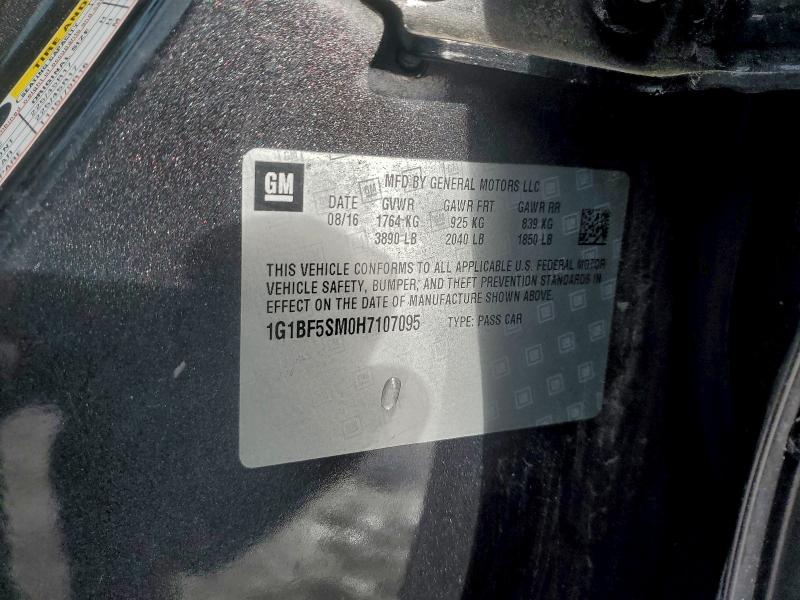 TIRE AND
GM
MFD BY GENERAL MOTORS LLC
DATE GVWR GAWR FRT GAWR RR
08/16 1764 KG 925 KG 839 KG
3890 LB 2040 LB 1850 LB
THIS VEHICLE CONFORMS TO ALL APPLICABLE U.S. FEDERAL MOTOR
VEHICLE SAFETY, BUMPER, AND THEFT PREVENTION STANDARDS IN
EFFECT ON THE DATE OF MANUFACTURE SHOWN ABOVE.
1G1BF5SM0H7107095 TYPE: PASS CAR